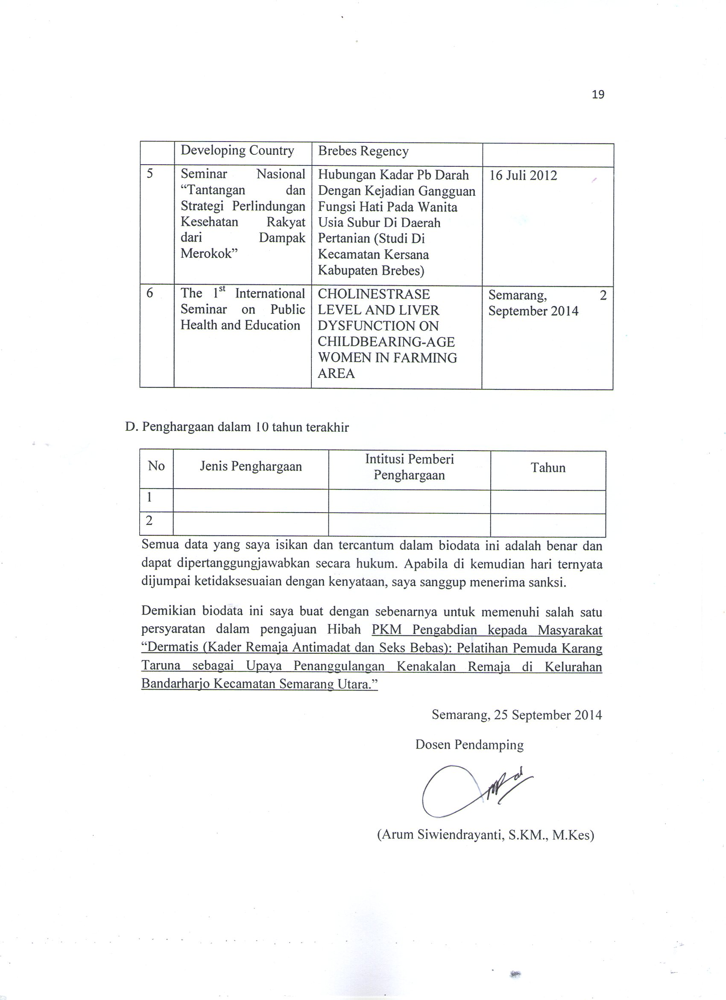 19
Developing Country Brebes Regency
5 Seminar Nasional Hubungan Kadar Pb Darah 16 Juli 2012
“Tantangan dan Dengan Kejadian Gangguan
Strategi Perlindungan Fungsi Hati Pada Wanita
Kesehatan Rakyat Usia Subur Di Daerah
dari Dampak Pertanian (Studi Di
Merokok” Kecamatan Kersana
Kabupaten Brebes)
6 The 1st International CHOLINESTRASE Semarang, 2
Seminar on Public LEVEL AND LIVER September 2014
Health and Education DYSFUNCTION ON
CHILDBEARING-AGE
WOMEN IN FARMING
AREA
D. Penghargaan dalam 10 tahun terakhir
No Jenis Penghargaan Intitusi Pemberi Tahun
Penghargaan
1
2
Semua data yang saya isikan dan tercantum dalam biodata ini adalah benar dan
dapat dipertanggungjawabkan secara hukum. Apabila di kemudian hari ternyata
dijumpai ketidaksesuaian dengan kenyataan, saya sanggup menerima sanksi.
Demikian biodata ini saya buat dengan sebenarnya untuk memenuhi salah satu
persyaratan dalam pengajuan Hibah PKM Pengabdian kepada Masyarakat
“Dermatis (Kader Remaja Antimadat dan Seks Bebas): Pelatihan Pemuda Karang
Taruna sebagai Upaya Penanggulangan Kenakalan Remaja di Kelurahan
Bandarharjo Kecamatan Semarang Utara.”
Semarang, 25 September 2014
Dosen Pendamping
(Arum Siwiendrayanti, S.KM., M.Kes)